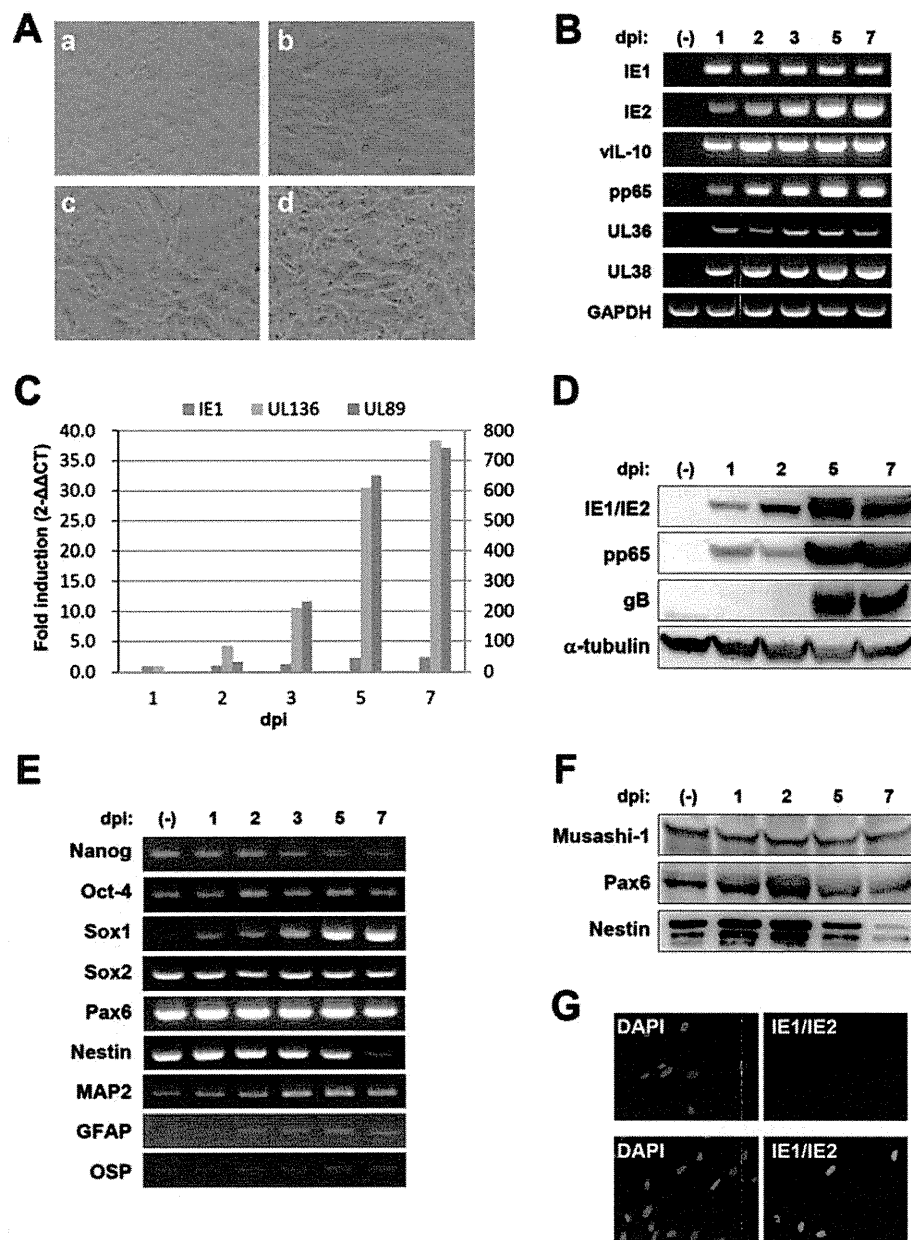 A
a
b
c
d
B
dpi: (-) 1 2 3 5 7
IE1
IE2
vIL-10
pp65
UL36
UL38
GAPDH
C
IE1 UL136 UL89
Fold induction (2-ΔΔCT)
40.0 800
35.0 700
30.0 600
25.0 500
20.0 400
15.0 300
10.0 200
5.0 100
0.0 0
1 2 3 5 7
dpi
D
dpi: (-) 1 2 5 7
IE1/IE2
pp65
gB
α-tubulin
E
dpi: (-) 1 2 3 5 7
Nanog
Oct-4
Sox1
Sox2
Pax6
Nestin
MAP2
GFAP
OSP
F
dpi: (-) 1 2 5 7
Musashi-1
Pax6
Nestin
G
DAPI IE1/IE2
DAPI IE1/IE2